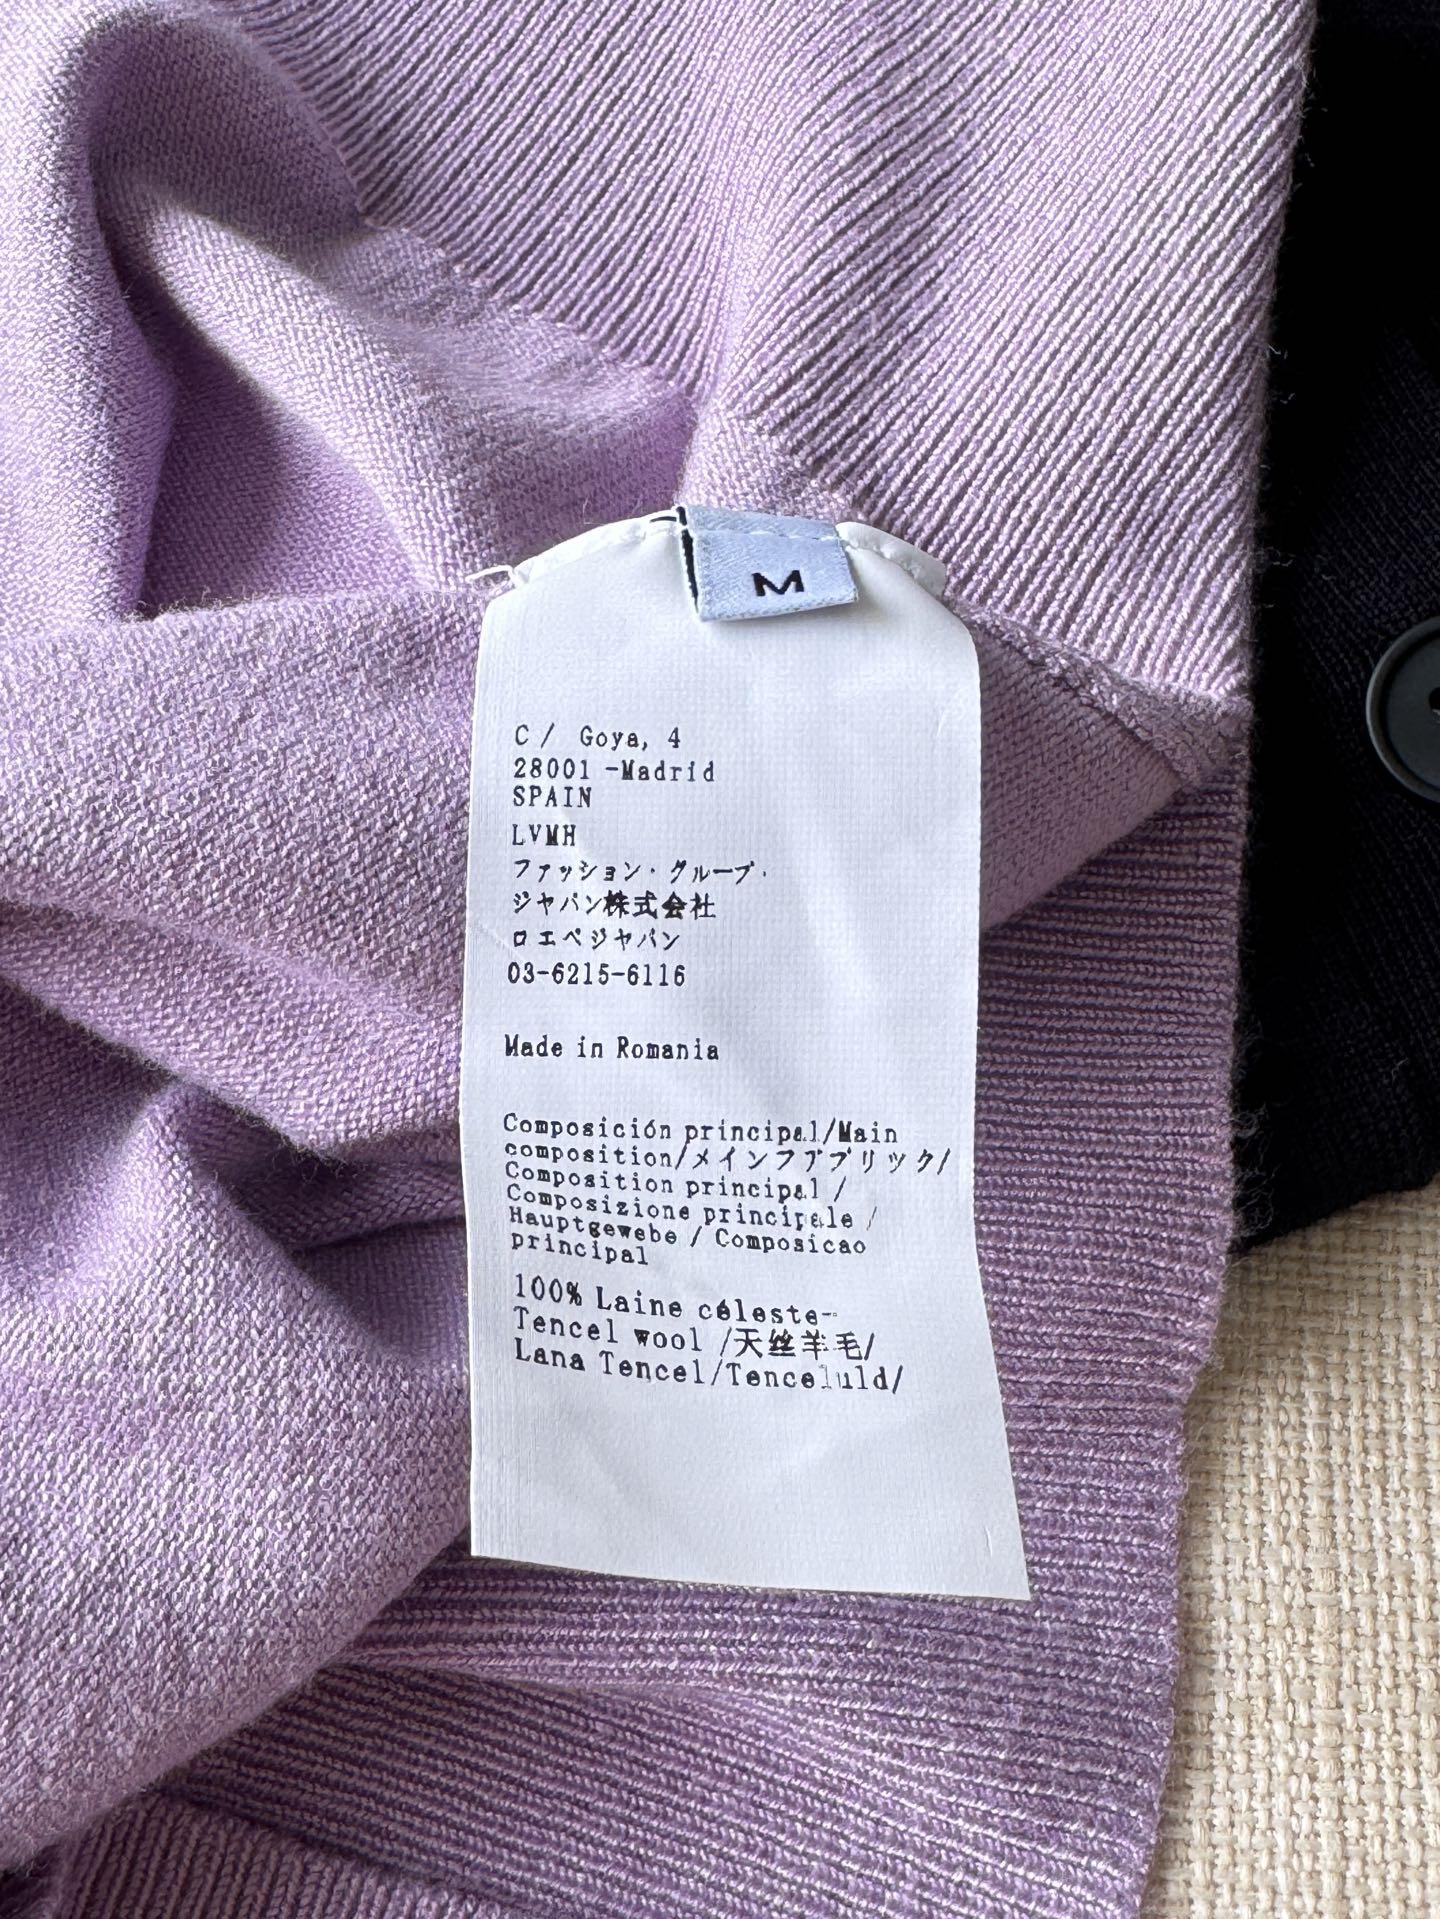 M
C/ Goya, 4
28001 -Madrid
SPAIN
LVMH
ファッション・グループ・
ジャパン株式会社
ロエベジャパン
03-6215-6116
Made in Romania
Composición principal/Main
composition/メインファブリック/
Composition principal /
Composizione principale /
Hauptgewebe / Composicao
principal
100% Laine céleste-
Tencel wool /天丝羊毛/
Lana Tencel/Tenceluld/